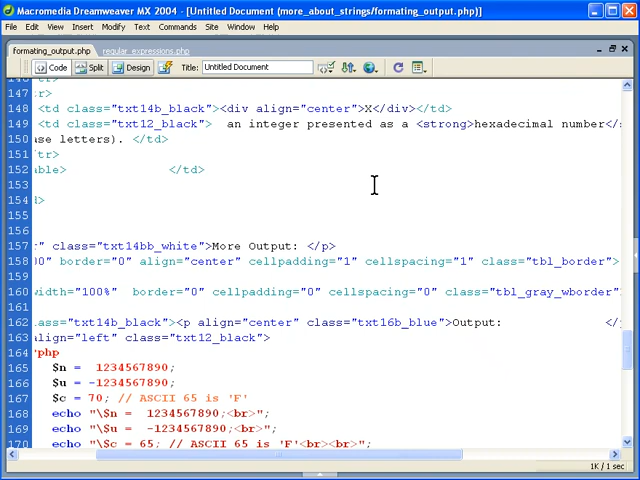 Macromedia Dreamweaver MX 2004 - [Untitled Document (more_about_strings/formating_output.php)]
File Edit View Insert Modify Text Commands Site Window Help
formating_output.php regular_expressions.php
Code Split Design Title: Untitled Document
146 tr>
147 r>
148 <td class="txt14b_black"><div align="center">X</div></td>
149 <td class="txt12_black">  an integer presented as a <strong>hexadecimal number</s
150 ase letters). </td>
151 /tr>
152 able> </td>
153
154 d>
155
156
157 r" class="txt14bb_white">More Output: </p>
158 00" border="0" align="center" cellpadding="1" cellspacing="1" class="tbl_border">
159
160 width="100%"  border="0" cellpadding="0" cellspacing="0" class="tbl_gray_wborder"
161
162 class="txt14b_black"><p align="center" class="txt16b_blue">Output: </p
163 align="left" class="txt12_black">
164 ?php
165 $n =  1234567890;
166 $u = -1234567890;
167 $c = 70; // ASCII 65 is 'F'
168 echo "\$n =  1234567890;<br>";
169 echo "\$u =  -1234567890;<br>";
170 echo "\$c = 65; // ASCII 65 is 'F'<br><br>";
1K / 1 sec